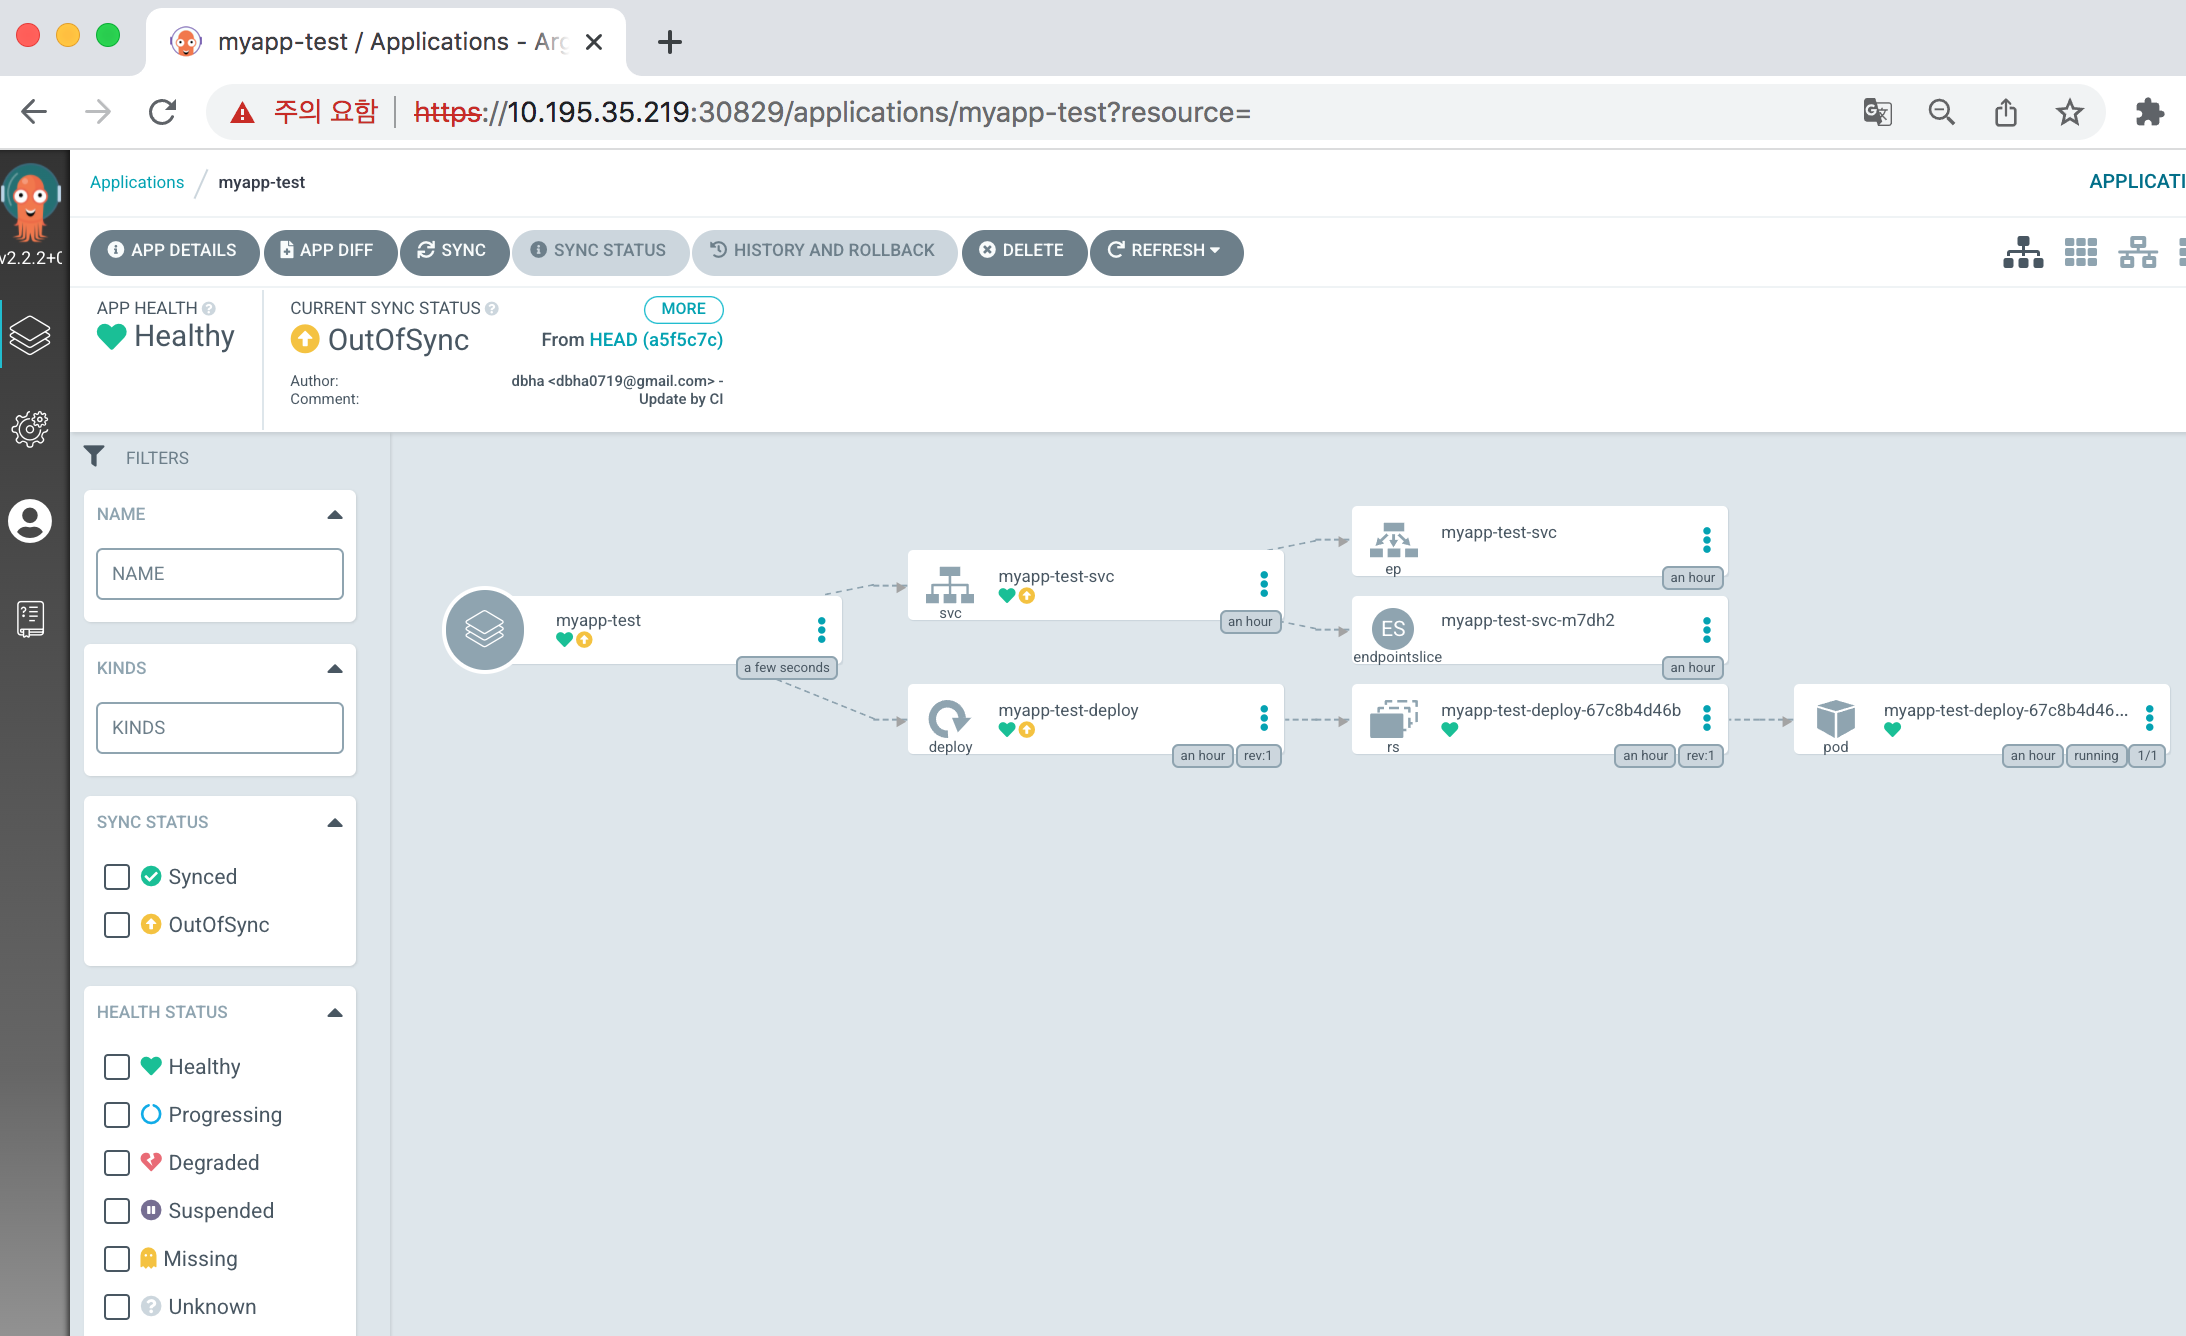 myapp-test / Applications - Arg
주의 요함
https://10.195.35.219:30829/applications/myapp-test?resource=
v2.2.2+0
Applications / myapp-test
APPLICATI
APP DETAILS
APP DIFF
SYNC
SYNC STATUS
HISTORY AND ROLLBACK
DELETE
REFRESH
APP HEALTH
Healthy
CURRENT SYNC STATUS
MORE
OutOfSync
From HEAD (a5f5c7c)
Author:
dbha <dbha0719@gmail.com> -
Comment:
Update by CI
FILTERS
NAME
NAME
KINDS
KINDS
SYNC STATUS
Synced
OutOfSync
HEALTH STATUS
Healthy
Progressing
Degraded
Suspended
Missing
Unknown
myapp-test
a few seconds
myapp-test-svc
svc
an hour
myapp-test-deploy
deploy
an hour
rev:1
myapp-test-svc
ep
an hour
ES
myapp-test-svc-m7dh2
endpointslice
an hour
myapp-test-deploy-67c8b4d46b
rs
an hour
rev:1
myapp-test-deploy-67c8b4d46...
pod
an hour
running
1/1